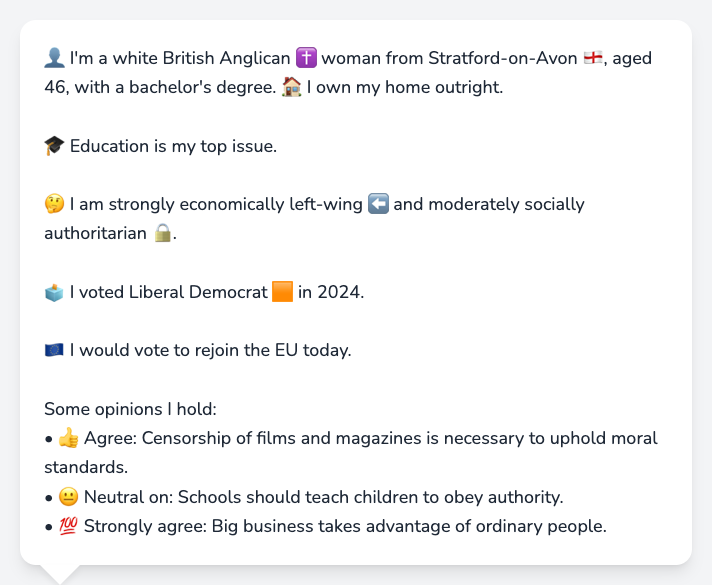 👤 I'm a white British Anglican ✝️ woman from Stratford-on-Avon 🏴󠁧󠁢󠁥󠁮󠁧󠁿, aged
46, with a bachelor's degree. 🏠 I own my home outright.
🎓 Education is my top issue.
🤔 I am strongly economically left-wing ⬅️ and moderately socially
authoritarian 🔒.
🗳️ I voted Liberal Democrat 🟧 in 2024.
🇪🇺 I would vote to rejoin the EU today.
Some opinions I hold:
• 👍 Agree: Censorship of films and magazines is necessary to uphold moral
standards.
• 😐 Neutral on: Schools should teach children to obey authority.
• 💯 Strongly agree: Big business takes advantage of ordinary people.